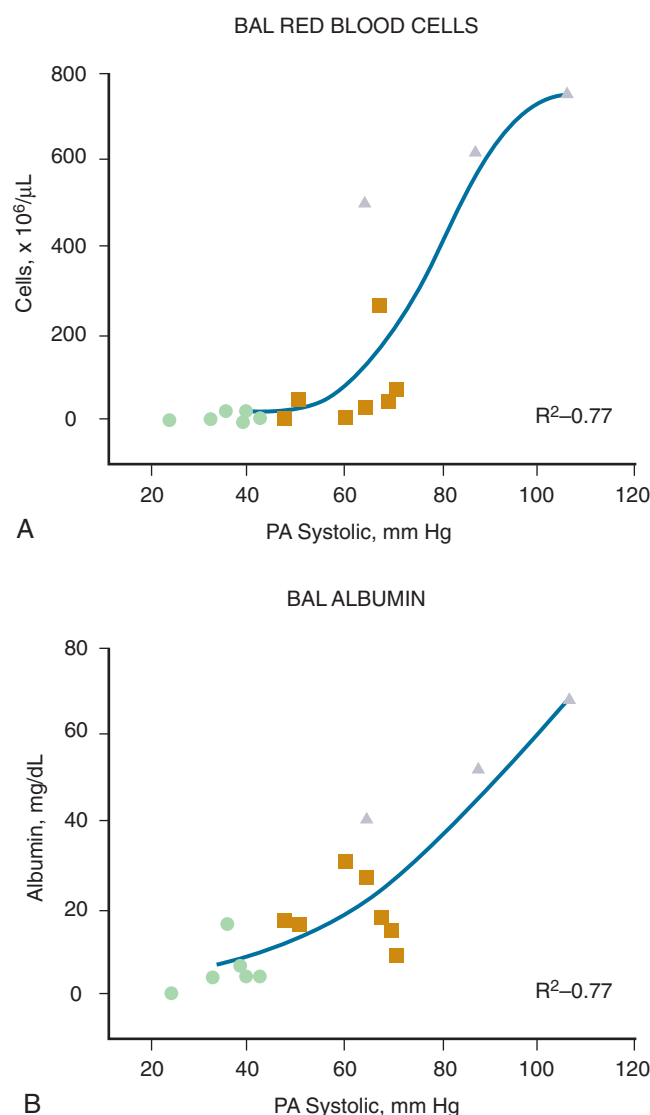 BAL RED BLOOD CELLS
800
600
400
200
0
Cells, x 10⁶/μL
R²–0.77
20 40 60 80 100 120
PA Systolic, mm Hg
A
BAL ALBUMIN
80
60
40
20
0
Albumin, mg/dL
R²–0.77
20 40 60 80 100 120
PA Systolic, mm Hg
B